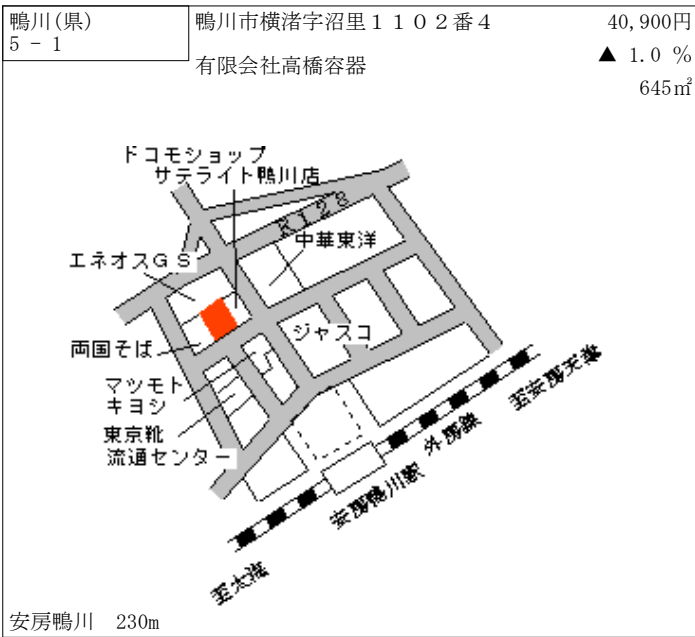 鴨川(県)
5 - 1
鴨川市横渚字沼里１１０２番４
有限会社高橋容器
40,900円
▲ 1.0 %
645㎡
ドコモショップ
サテライト鴨川店
R128
中華東洋
エネオスＧＳ
ジャスコ
両国そば
マツモト
キヨシ
東京靴
流通センター
至安房天津
外房線
安房鴨川駅
至太海
安房鴨川　230m